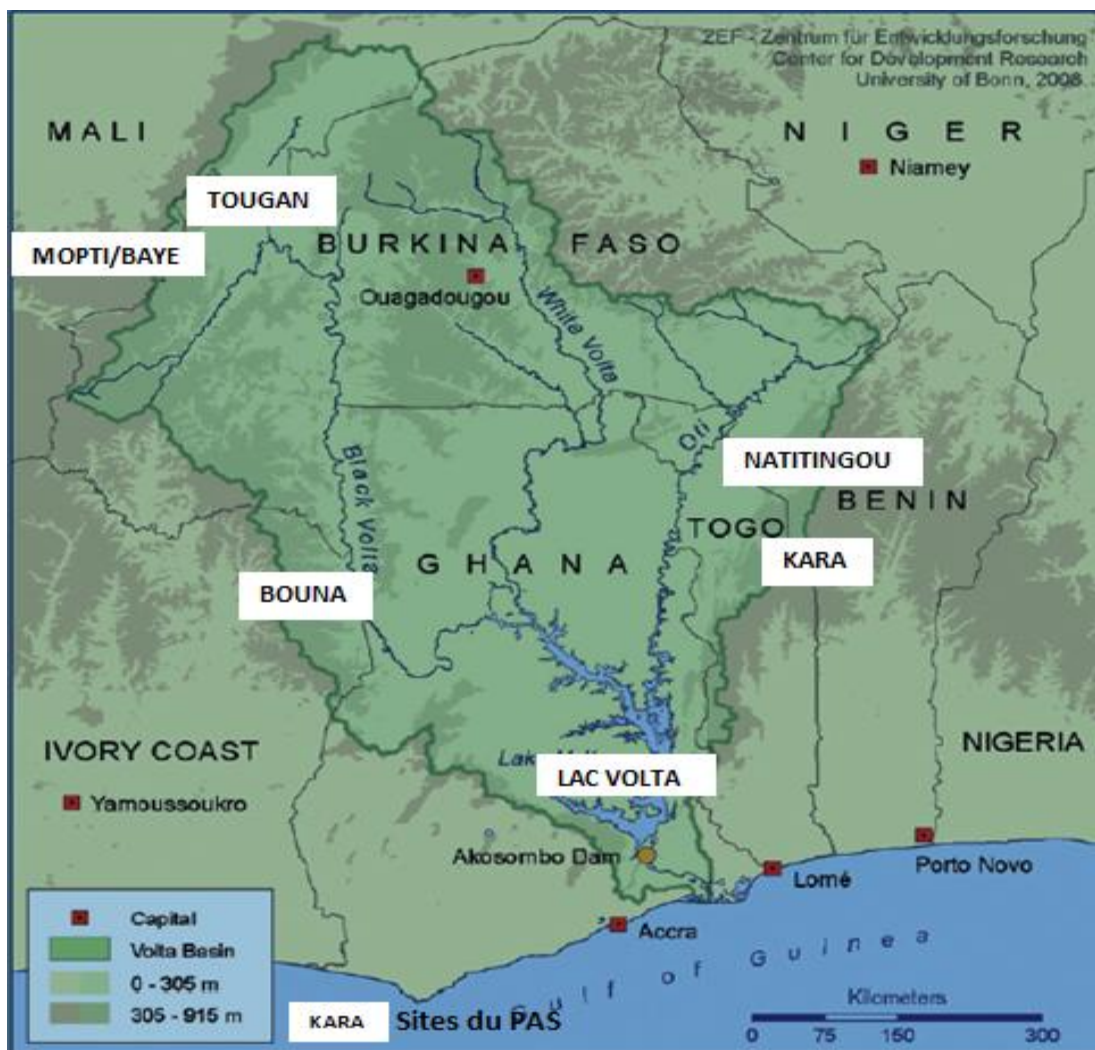 ZEF - Zentrum für Entwicklungsforschung
Center for Development Research
University of Bonn, 2008.
MALI
NIGER
Niamey
TOUGAN
MOPTI/BAYE
BURKINA FASO
Ouagadougou
White Volta
Oti
NATITINGOU
BENIN
Black Volta
TOGO
GHANA
KARA
BOUNA
IVORY COAST
NIGERIA
LAC VOLTA
Yamoussoukro
Akosombo Dam
Lomé
Porto Novo
Accra
Gulf of Guinea
Capital
Volta Basin
0 - 305 m
305 - 915 m
KARA Sites du PAS
Kilometers
0 75 150 300